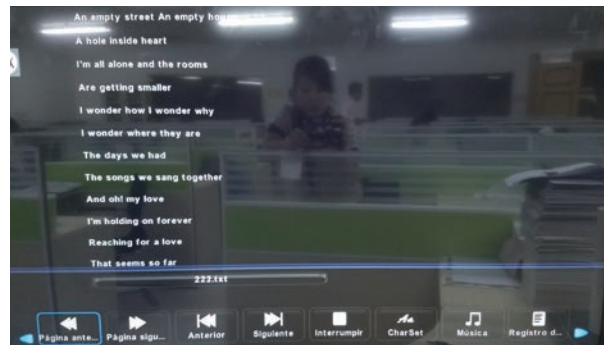 An empty street An empty
A hole inside heart
I'm all alone and the rooms
Are getting smaller
I wonder how I wonder why
I wonder where they are
The days we had
The songs we sang together
And oh! my love
I'm holding on forever
Reaching for a love
That seems so far
222.txt
Página ante...
Página sigu...
Anterior
Siguiente
Interrumpir
CharSet
Música
Registro d...